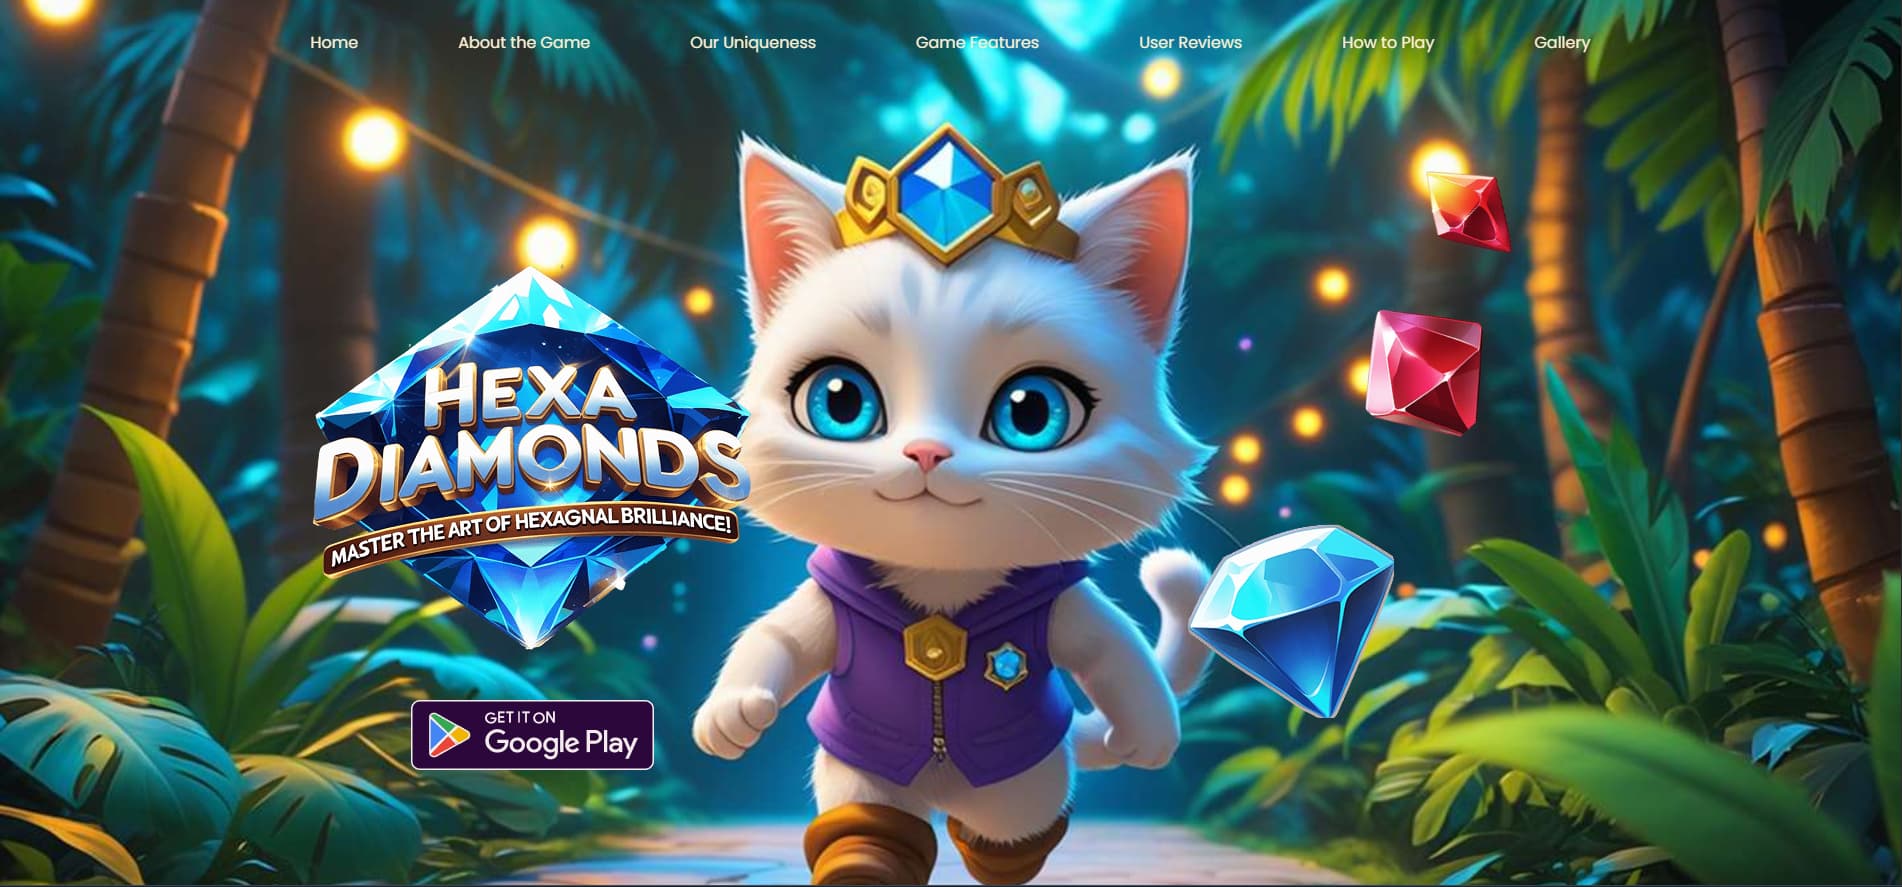 Home
About the Game
Our Uniqueness
Game Features
User Reviews
How to Play
Gallery
HEXA
DIAMONDS
MASTER THE ART OF HEXAGNAL BRILLIANCE!
GET IT ON
Google Play